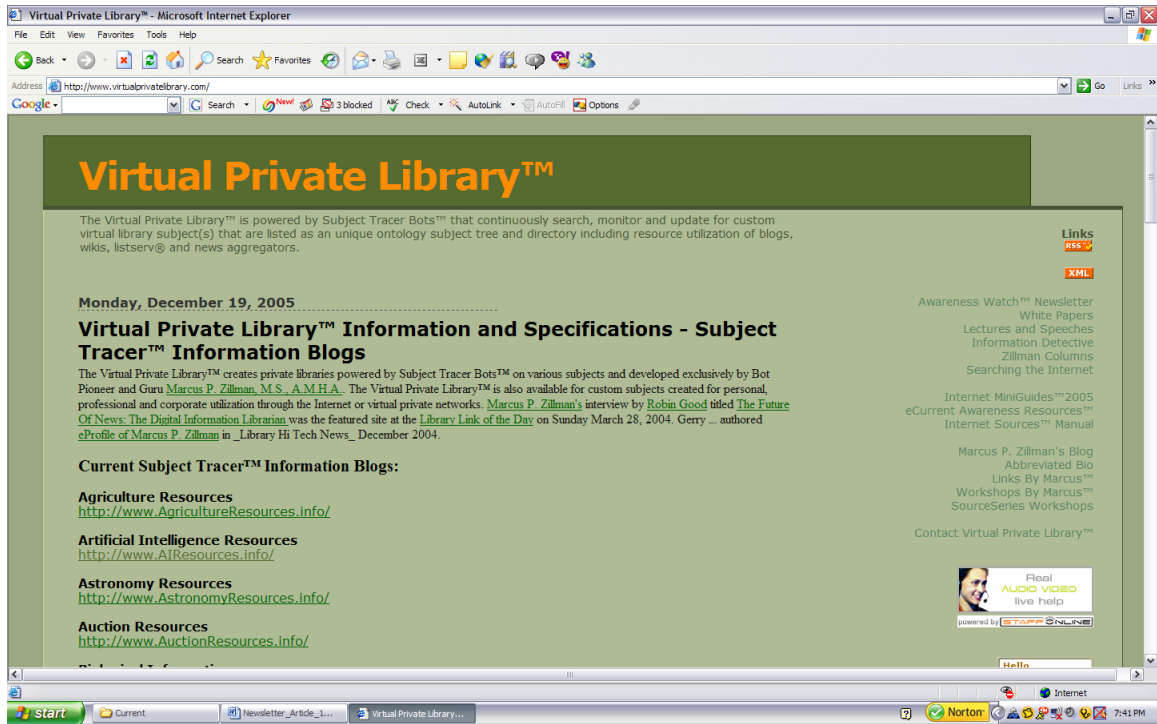 Virtual Private Library™ - Microsoft Internet Explorer
File Edit View Favorites Tools Help
Back Search Favorites
Address http://www.virtualprivatelibrary.com/ Go Links »
Google Search New! 3 blocked Check AutoLink AutoFill Options
Virtual Private Library™
The Virtual Private Library™ is powered by Subject Tracer Bots™ that continuously search, monitor and update for custom
virtual library subject(s) that are listed as an unique ontology subject tree and directory including resource utilization of blogs,
wikis, listserv® and news aggregators.
Monday, December 19, 2005
Virtual Private Library™ Information and Specifications - Subject
Tracer™ Information Blogs
The Virtual Private Library™ creates private libraries powered by Subject Tracer Bots™ on various subjects and developed exclusively by Bot
Pioneer and Guru Marcus P. Zillman, M.S., A.M.H.A.. The Virtual Private Library™ is also available for custom subjects created for personal,
professional and corporate utilization through the Internet or virtual private networks. Marcus P. Zillman's interview by Robin Good titled The Future
Of News: The Digital Information Librarian was the featured site at the Library Link of the Day on Sunday March 28, 2004. Gerry ... authored
eProfile of Marcus P. Zillman in _Library Hi Tech News_ December 2004.
Current Subject Tracer™ Information Blogs:
Agriculture Resources
http://www.AgricultureResources.info/
Artificial Intelligence Resources
http://www.AIResources.info/
Astronomy Resources
http://www.AstronomyResources.info/
Auction Resources
http://www.AuctionResources.info/
Links
RSS
XML
Awareness Watch™ Newsletter
White Papers
Lectures and Speeches
Information Detective
Zillman Columns
Searching the Internet
Internet MiniGuides™2005
eCurrent Awareness Resources™
Internet Sources™ Manual
Marcus P. Zillman's Blog
Abbreviated Bio
Links By Marcus™
Workshops By Marcus™
SourceSeries Workshops
Contact Virtual Private Library™
Real
AUDIO VIDEO
live help
powered by STAFF ONLINE
Hello
Internet
start Current Newsletter_Article_1... Virtual Private Library... Norton 7:41 PM